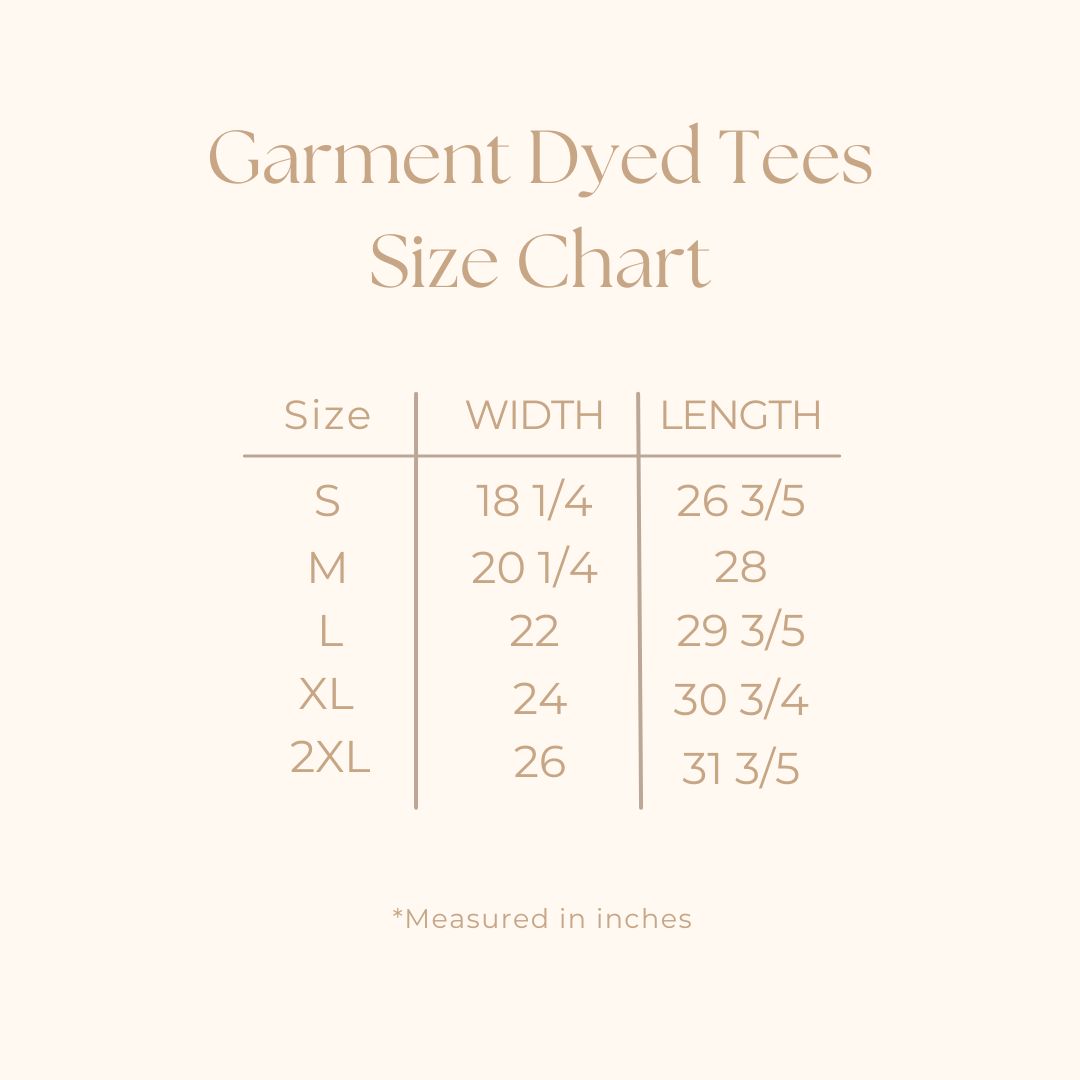 Garment Dyed Tees
Size Chart
Size WIDTH LENGTH
S 18 1/4 26 3/5
M 20 1/4 28
L 22 29 3/5
XL 24 30 3/4
2XL 26 31 3/5
*Measured in inches